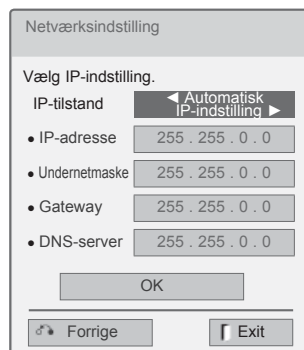 Netværksindstilling
Vælg IP-indstilling.
IP-tilstand ◄ Automatisk
IP-indstilling ►
• IP-adresse 255 . 255 . 0 . 0
• Undernetmaske 255 . 255 . 0 . 0
• Gateway 255 . 255 . 0 . 0
• DNS-server 255 . 255 . 0 . 0
OK
Forrige Exit